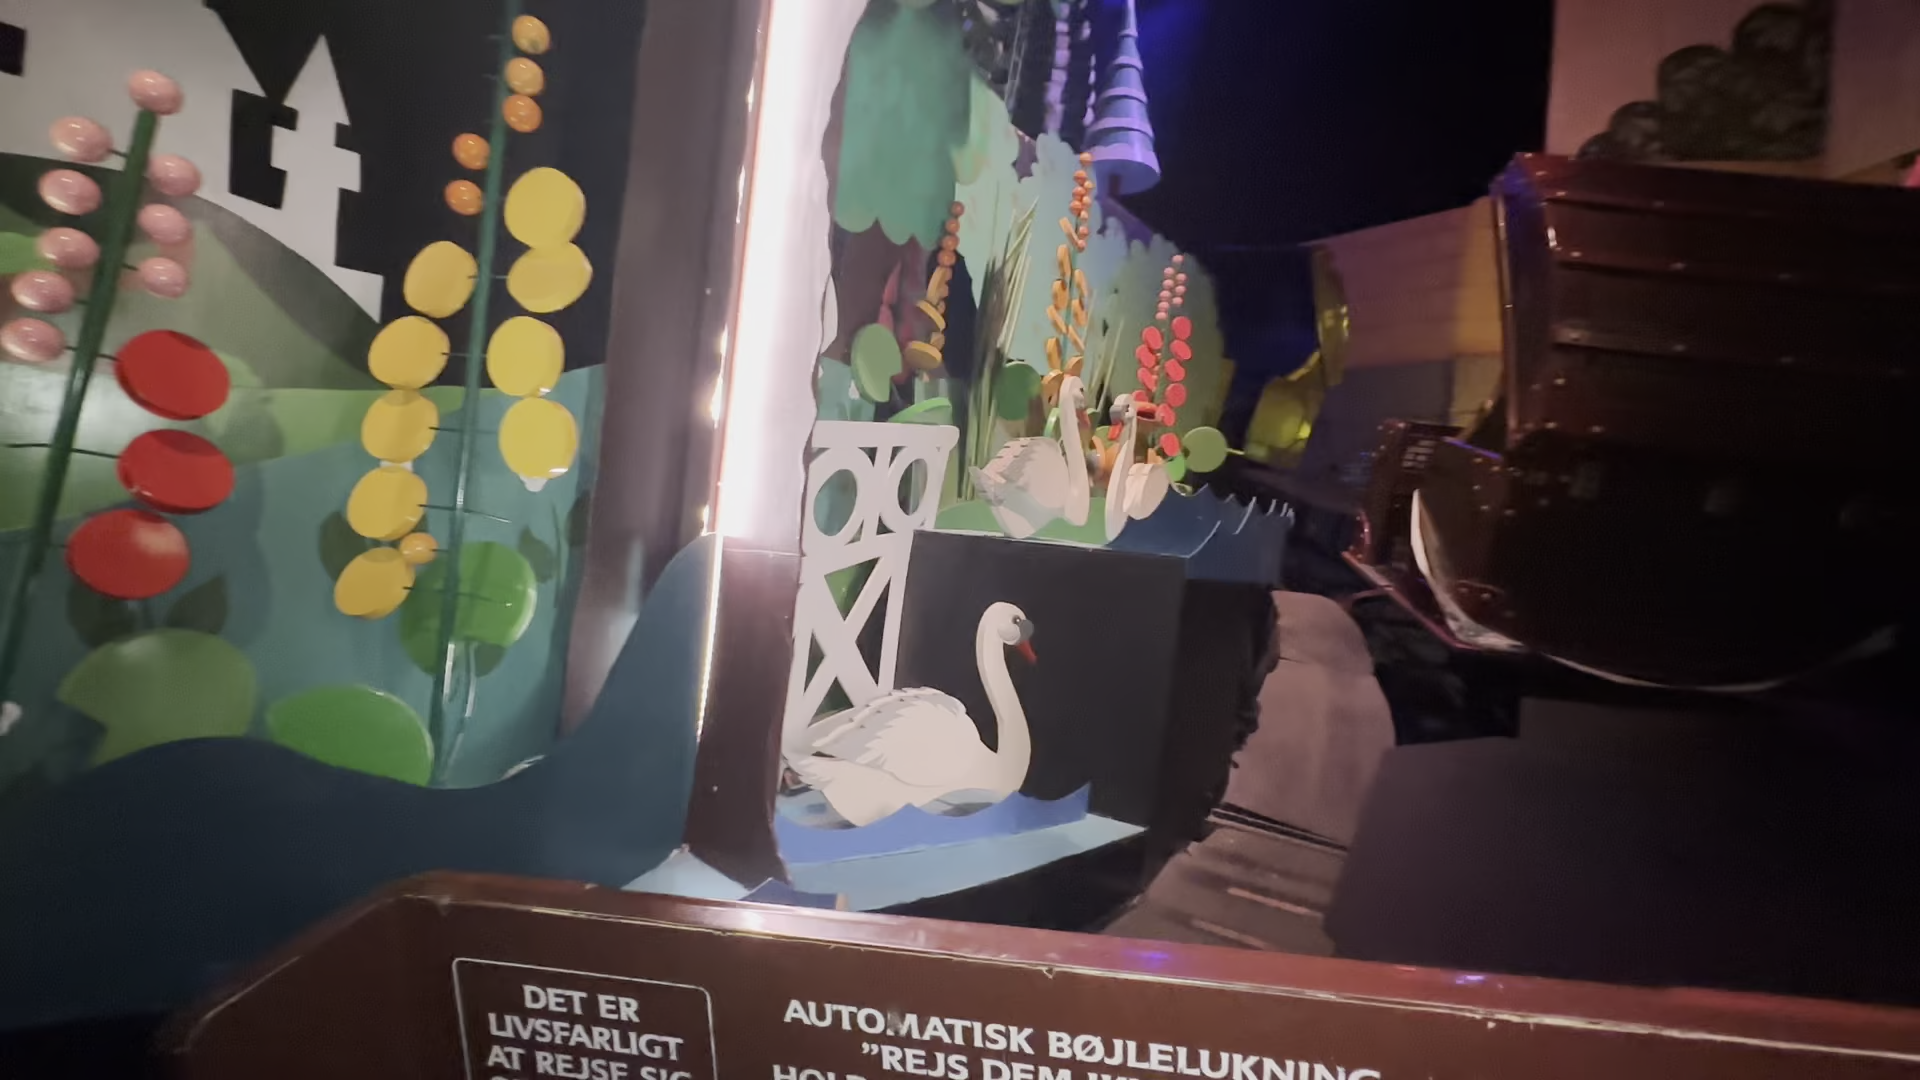 DET ER
LIVSFARLIGT
AT REJSE SIG
AUTOMATISK BØJLELUKNING
"REJS DEM